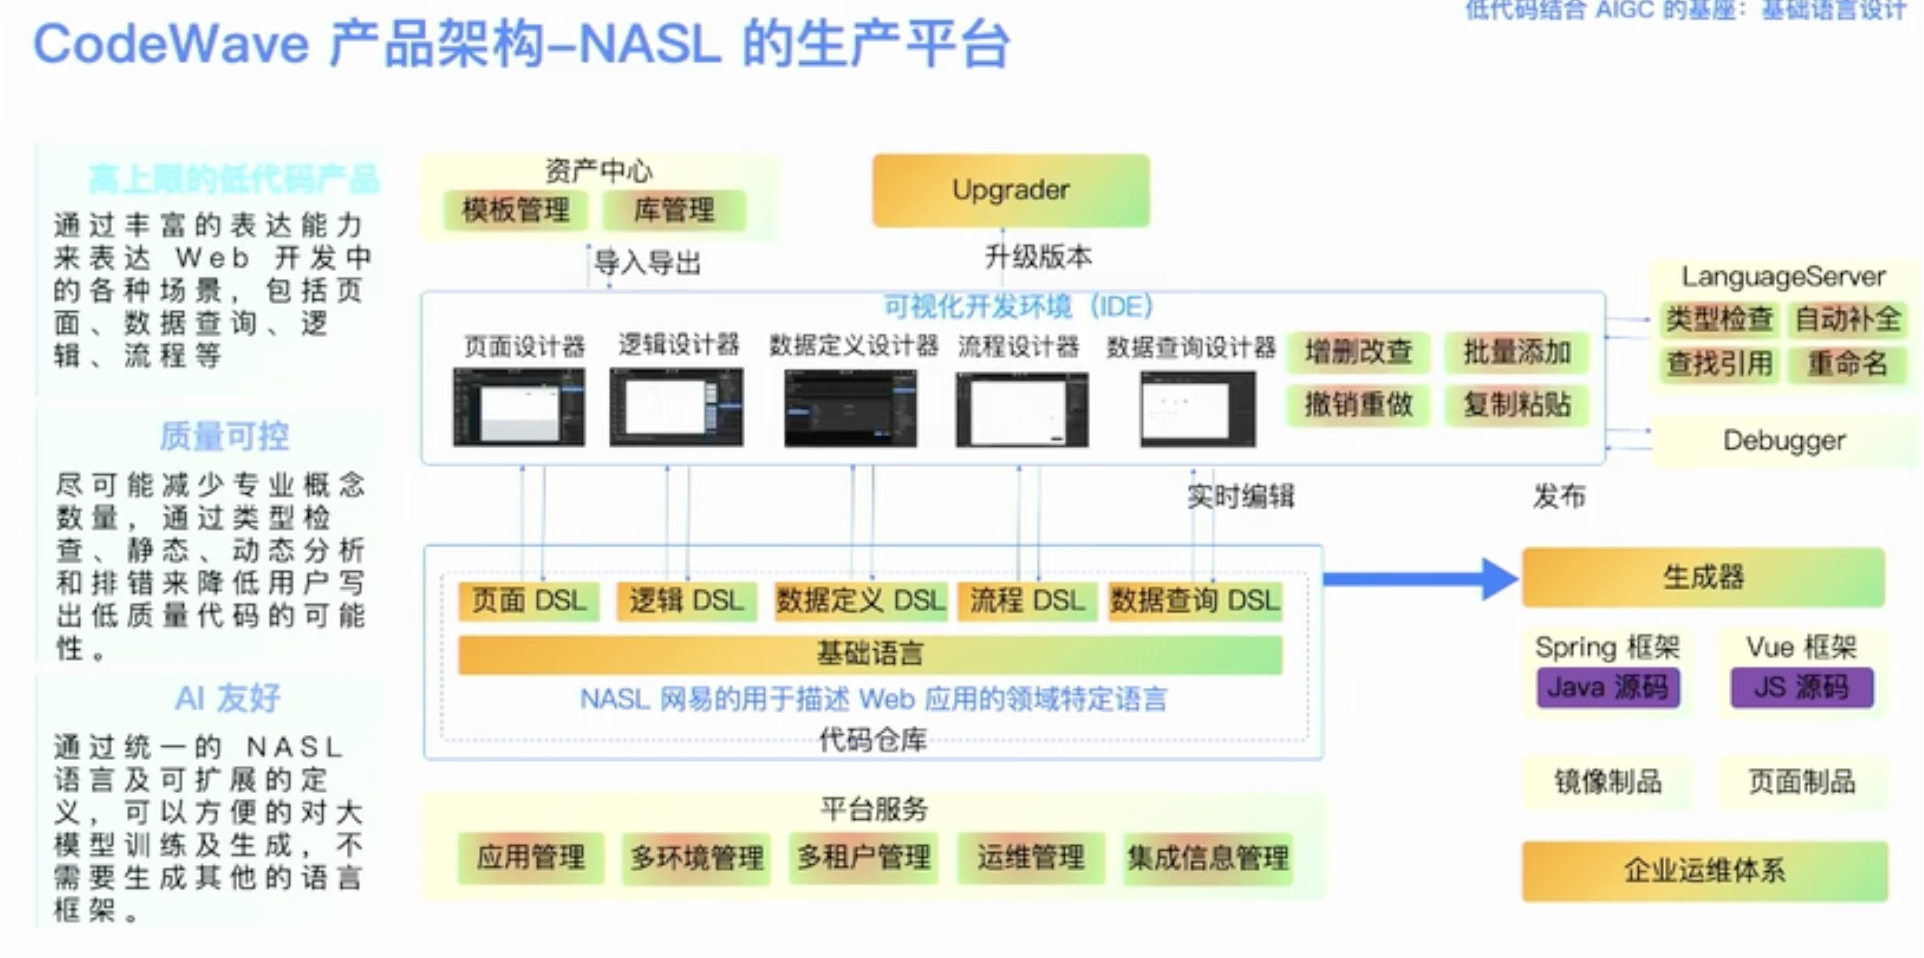 低代码结合 AIGC 的基座：基础语言设计
CodeWave 产品架构–NASL 的生产平台
高上限的低代码产品
通过丰富的表达能力
来表达 Web 开发中
的各种场景，包括页
面、数据查询、逻
辑、流程等
质量可控
尽可能减少专业概念
数量，通过类型检
查、静态、动态分析
和排错来降低用户写
出低质量代码的可能
性。
AI 友好
通过统一的 NASL
语言及可扩展的定
义，可以方便的对大
模型训练及生成，不
需要生成其他的语言
框架。
资产中心
模板管理 库管理
导入导出
Upgrader
升级版本
可视化开发环境（IDE）
页面设计器 逻辑设计器 数据定义设计器 流程设计器 数据查询设计器
增删改查 批量添加
撤销重做 复制粘贴
LanguageServer
类型检查 自动补全
查找引用 重命名
Debugger
实时编辑
发布
页面 DSL 逻辑 DSL 数据定义 DSL 流程 DSL 数据查询 DSL
基础语言
NASL 网易的用于描述 Web 应用的领域特定语言
代码仓库
平台服务
应用管理 多环境管理 多租户管理 运维管理 集成信息管理
生成器
Spring 框架 Vue 框架
Java 源码 JS 源码
镜像制品 页面制品
企业运维体系